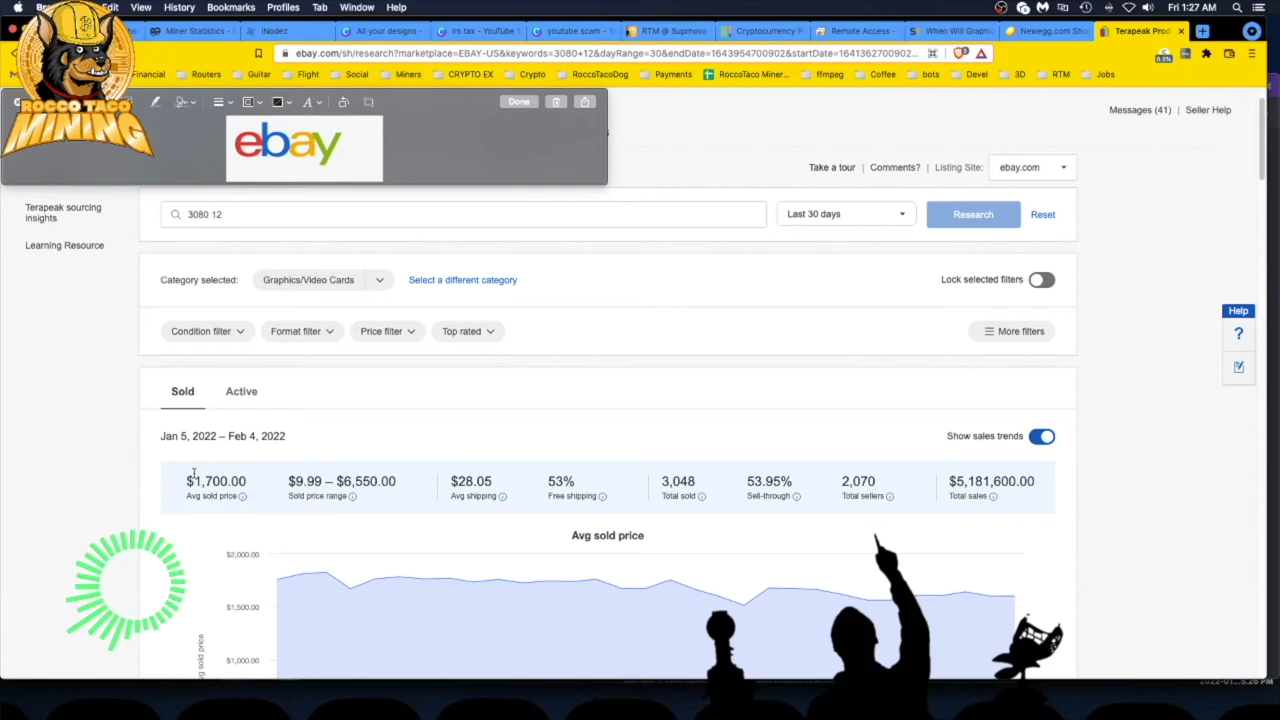 Edit View History Bookmarks Profiles Tab Window Help Fri 1:27 AM
Miner Statistics - iNodez All your designs - irs tax - YouTube youtube scam - RTM @ Suprnova Cryptocurrency P Remote Access - When Will Graphic Newegg.com Sho Terapeak Prod
ebay.com/sh/research?marketplace=EBAY-US&keywords=3080+12&dayRange=30&endDate=1643954700902&startDate=1641362700902...
Financial Routers Guitar Flight Social Miners CRYPTO EX Crypto RoccoTacoDog Payments RoccoTaco Miner... ffmpeg Coffee bots Devel 3D RTM Jobs
0.5%
ROCCO TACO
MINING
Done
ebay
Messages (41) | Seller Help
Take a tour | Comments? | Listing Site: ebay.com
Terapeak sourcing
insights
Learning Resource
3080 12 Last 30 days Research Reset
Category selected: Graphics/Video Cards Select a different category Lock selected filters
Condition filter Format filter Price filter Top rated More filters
Help
?
Sold Active
Jan 5, 2022 – Feb 4, 2022 Show sales trends
$1,700.00 $9.99 – $6,550.00 $28.05 53% 3,048 53.95% 2,070 $5,181,600.00
Avg sold price Sold price range Avg shipping Free shipping Total sold Sell-through Total sellers Total sales
Avg sold price
$2,000.00
$1,500.00
$1,000.00
sold price